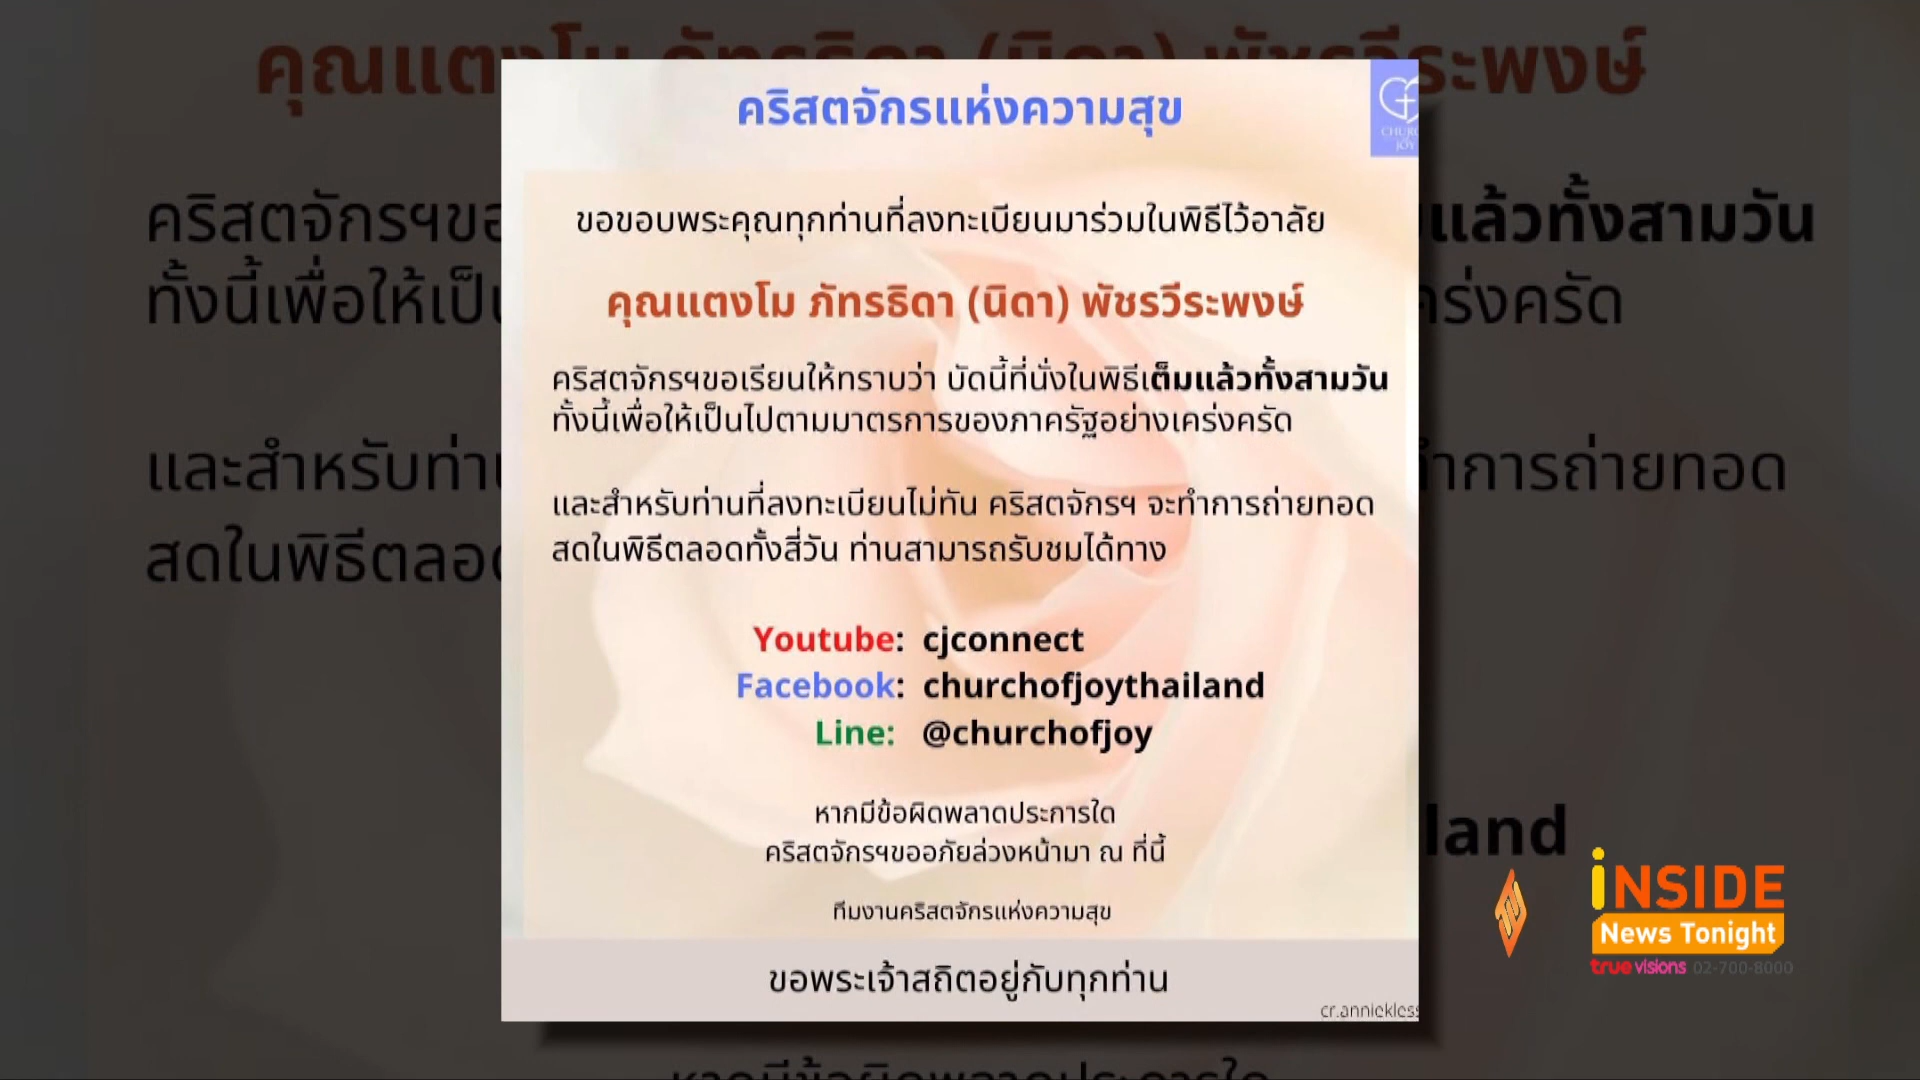 คริสตจักรแห่งความสุข
ขอขอบพระคุณทุกท่านที่ลงทะเบียนมาร่วมในพิธีไว้อาลัย
คุณแตงโม ภัทรธิดา (นิดา) พัชรวีระพงษ์
คริสตจักรฯขอเรียนให้ทราบว่า บัดนี้ที่นั่งในพิธีเต็มแล้วทั้งสามวัน
ทั้งนี้เพื่อให้เป็นไปตามมาตรการของภาครัฐอย่างเคร่งครัด
และสำหรับท่านที่ลงทะเบียนไม่ทัน คริสตจักรฯ จะทำการถ่ายทอด
สดในพิธีตลอดทั้งสี่วัน ท่านสามารถรับชมได้ทาง
Youtube: cjconnect
Facebook: churchofjoythailand
Line: @churchofjoy
หากมีข้อผิดพลาดประการใด
คริสตจักรฯขออภัยล่วงหน้ามา ณ ที่นี้
ทีมงานคริสตจักรแห่งความสุข
ขอพระเจ้าสถิตอยู่กับทุกท่าน
cr.anniekless
iNSIDE
News Tonight
truevisions 02-700-8000